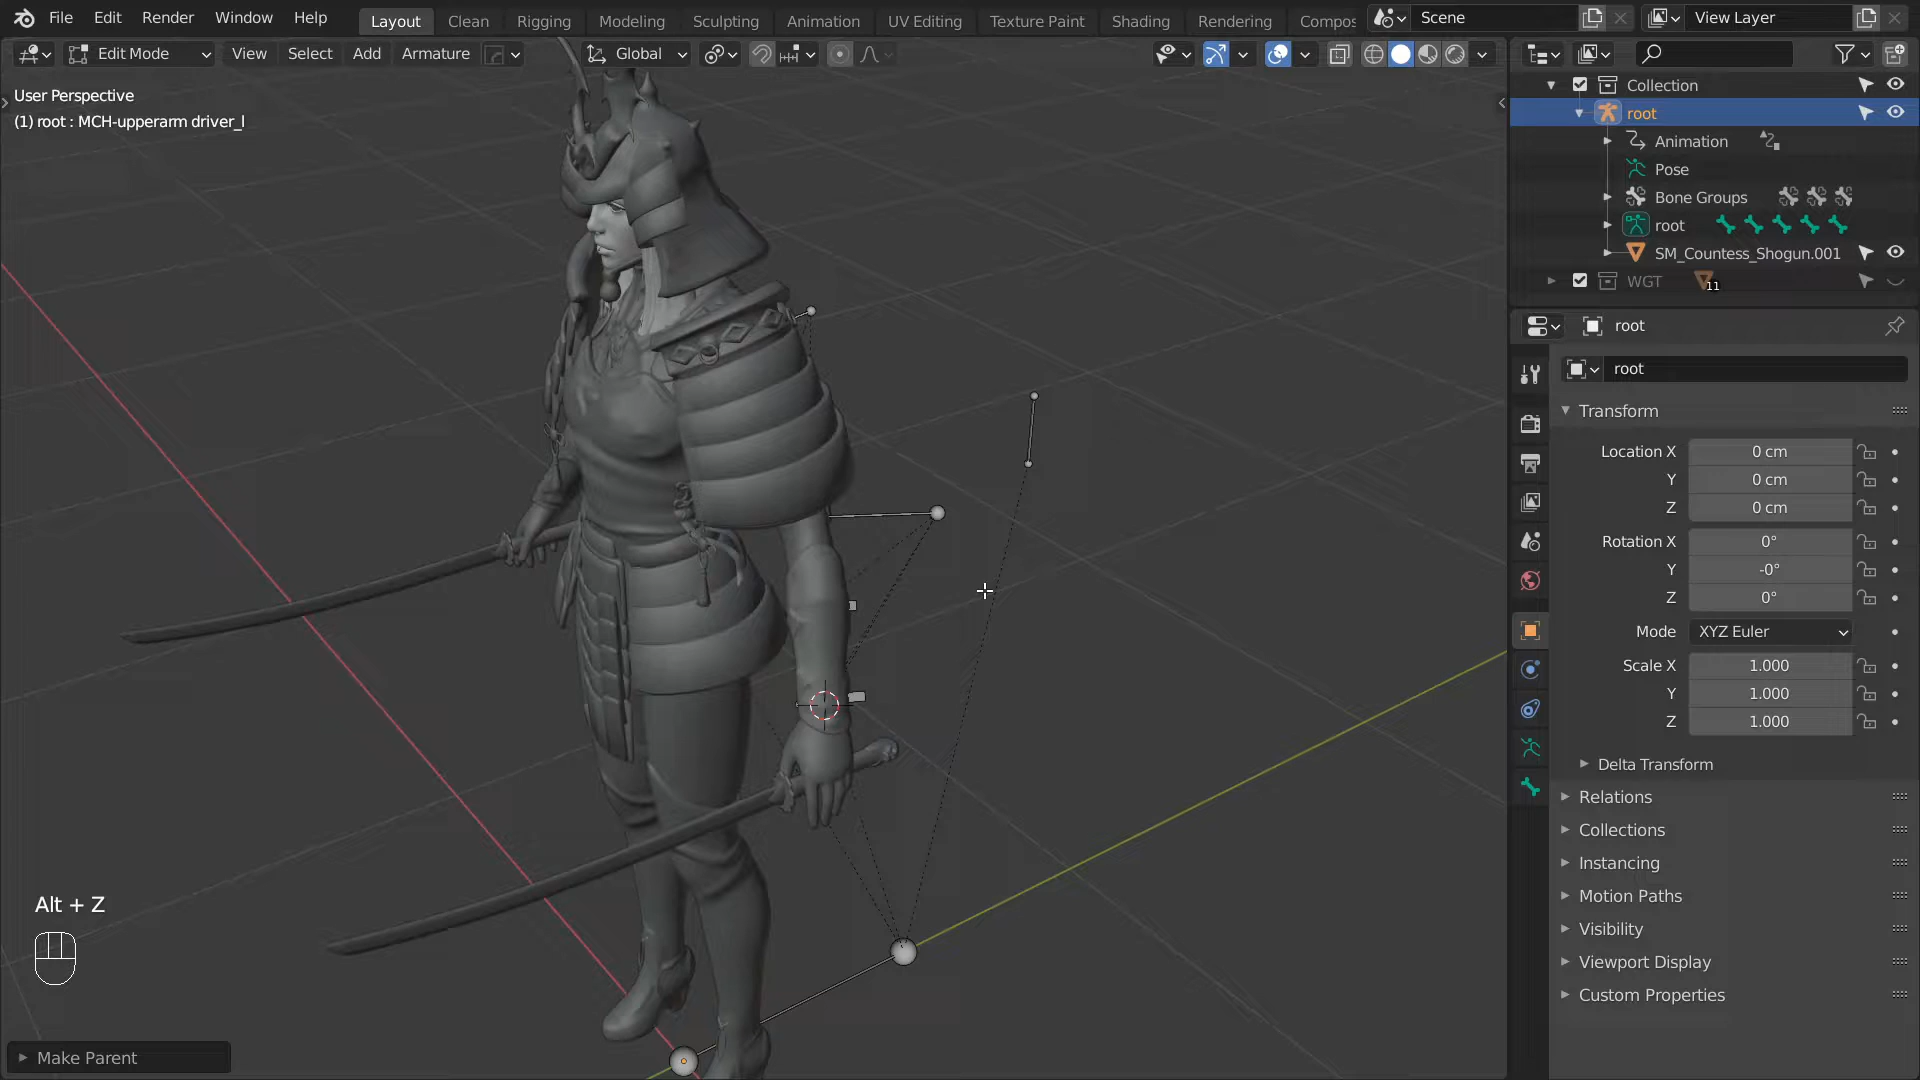 File Edit Render Window Help
Layout Clean Rigging Modeling Sculpting Animation UV Editing Texture Paint Shading Rendering Compos
Scene
View Layer
Edit Mode View Select Add Armature
Global
User Perspective
(1) root : MCH-upperarm driver_l
Collection
root
Animation
Pose
Bone Groups
root
SM_Countess_Shogun.001
WGT 11
root
root
Transform
Location X 0 cm
Y 0 cm
Z 0 cm
Rotation X 0°
Y -0°
Z 0°
Mode XYZ Euler
Scale X 1.000
Y 1.000
Z 1.000
Delta Transform
Relations
Collections
Instancing
Motion Paths
Visibility
Viewport Display
Custom Properties
Alt + Z
Make Parent